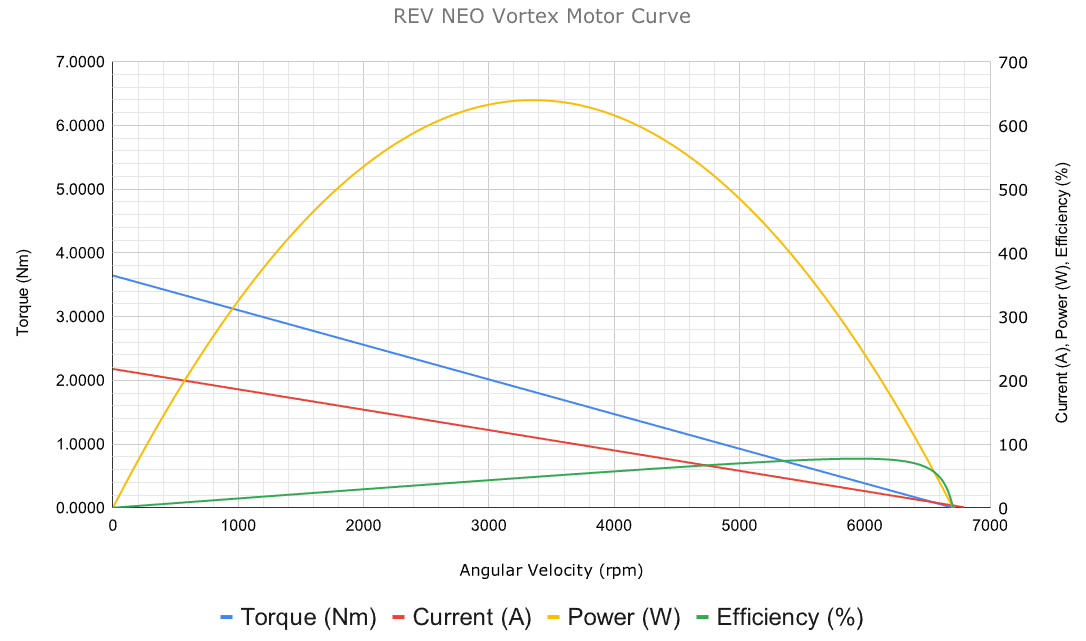 REV NEO Vortex Motor Curve
7.0000
6.0000
5.0000
4.0000
3.0000
2.0000
1.0000
0.0000
Torque (Nm)
700
600
500
400
300
200
100
0
Current (A), Power (W), Efficiency (%)
0 1000 2000 3000 4000 5000 6000 7000
Angular Velocity (rpm)
Torque (Nm) Current (A) Power (W) Efficiency (%)